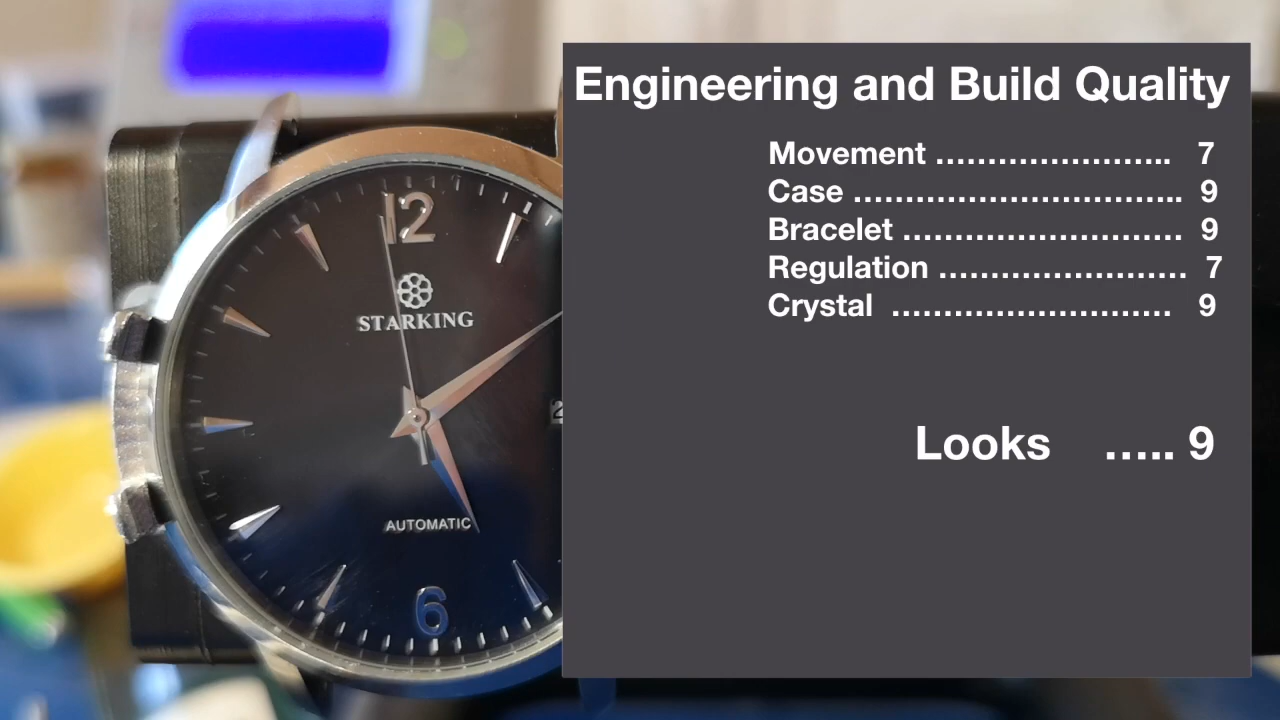 Engineering and Build Quality
Movement ........................ 7
Case ................................ 9
Bracelet ........................... 9
Regulation ........................ 7
Crystal ........................... 9
Looks ..... 9
12
STARKING
2
AUTOMATIC
6